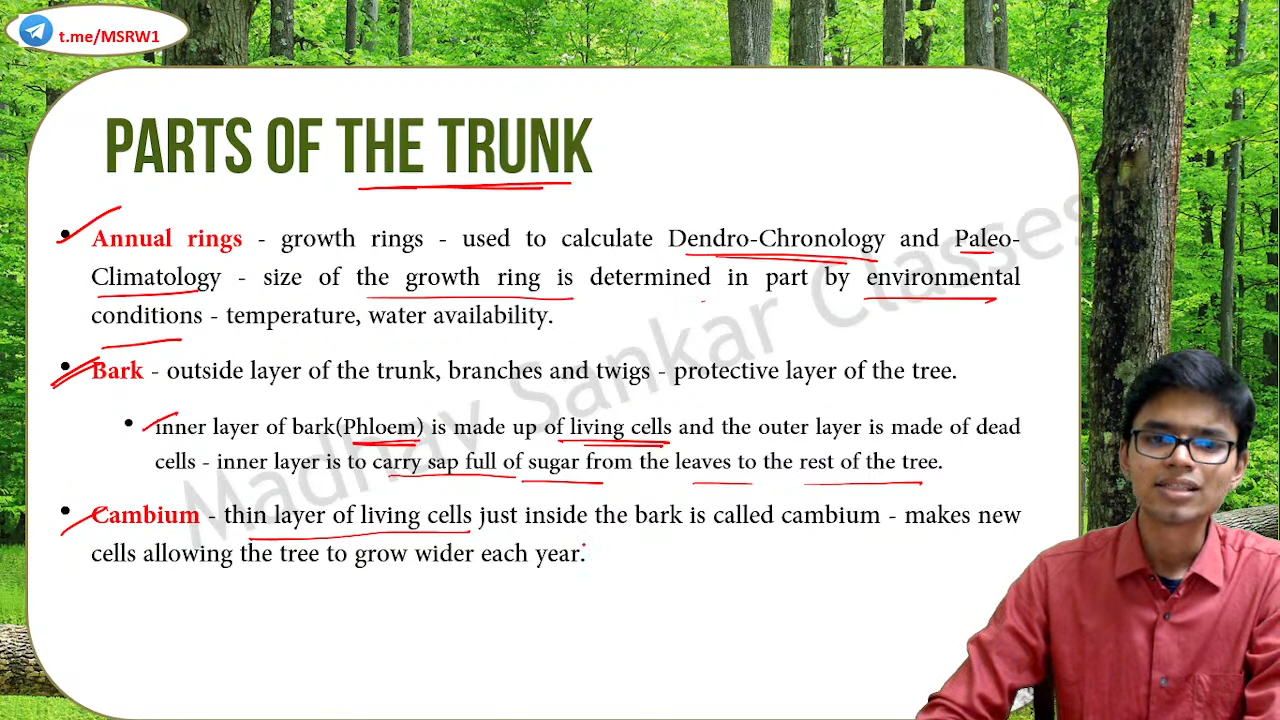 t.me/MSRW1
PARTS OF THE TRUNK
• Annual rings - growth rings - used to calculate Dendro-Chronology and Paleo-
Climatology - size of the growth ring is determined in part by environmental
conditions - temperature, water availability.
• Bark - outside layer of the trunk, branches and twigs - protective layer of the tree.
• inner layer of bark(Phloem) is made up of living cells and the outer layer is made of dead
cells - inner layer is to carry sap full of sugar from the leaves to the rest of the tree.
• Cambium - thin layer of living cells just inside the bark is called cambium - makes new
cells allowing the tree to grow wider each year.
Madhav Sankar Classes